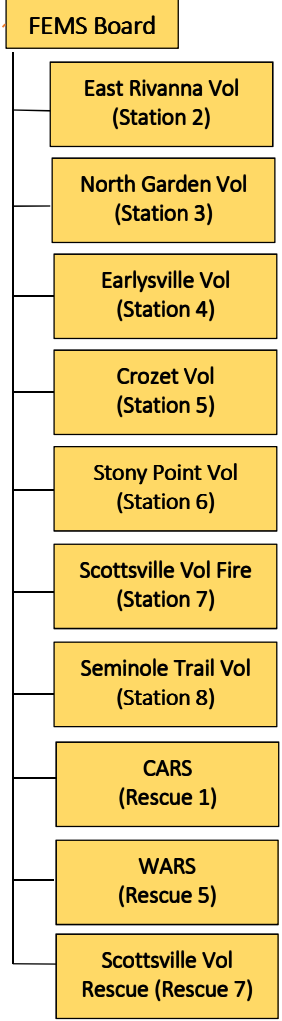 FEMS Board
East Rivanna Vol
(Station 2)
North Garden Vol
(Station 3)
Earlysville Vol
(Station 4)
Crozet Vol
(Station 5)
Stony Point Vol
(Station 6)
Scottsville Vol Fire
(Station 7)
Seminole Trail Vol
(Station 8)
CARS
(Rescue 1)
WARS
(Rescue 5)
Scottsville Vol
Rescue (Rescue 7)